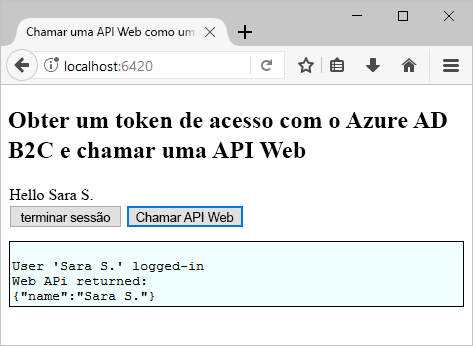 Chamar uma API Web como um
localhost:6420
Obter um token de acesso com o Azure AD
B2C e chamar uma API Web
Hello Sara S.
terminar sessão Chamar API Web
User 'Sara S.' logged-in
Web APi returned:
{"name":"Sara S."}